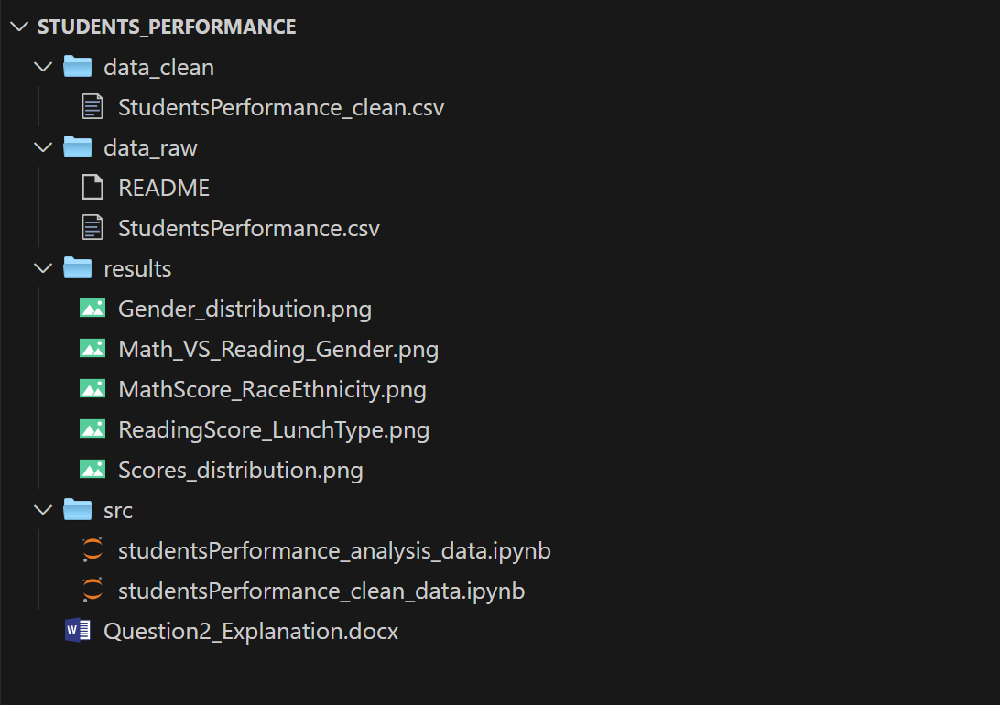 STUDENTS_PERFORMANCE
data_clean
StudentsPerformance_clean.csv
data_raw
README
StudentsPerformance.csv
results
Gender_distribution.png
Math_VS_Reading_Gender.png
MathScore_RaceEthnicity.png
ReadingScore_LunchType.png
Scores_distribution.png
src
studentsPerformance_analysis_data.ipynb
studentsPerformance_clean_data.ipynb
W Question2_Explanation.docx